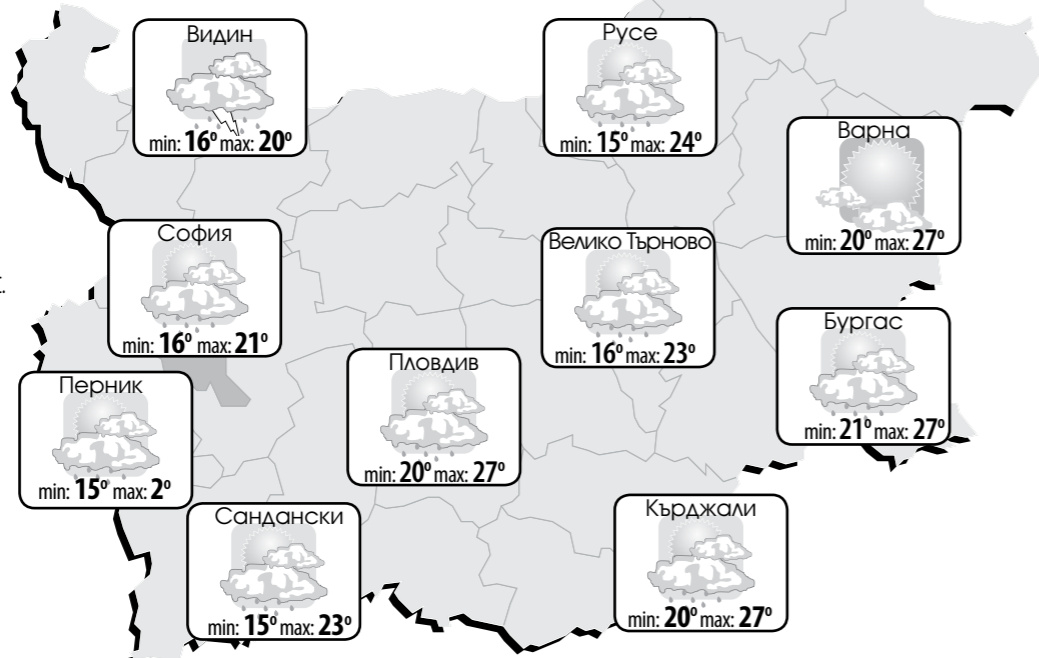 Видин
min: 16° max: 20°
Русе
min: 15° max: 24°
Варна
min: 20° max: 27°
София
min: 16° max: 21°
Велико Търново
min: 16° max: 23°
Бургас
min: 21° max: 27°
Пловдив
min: 20° max: 27°
Перник
min: 15° max: 2°
Сандански
min: 15° max: 23°
Кърджали
min: 20° max: 27°